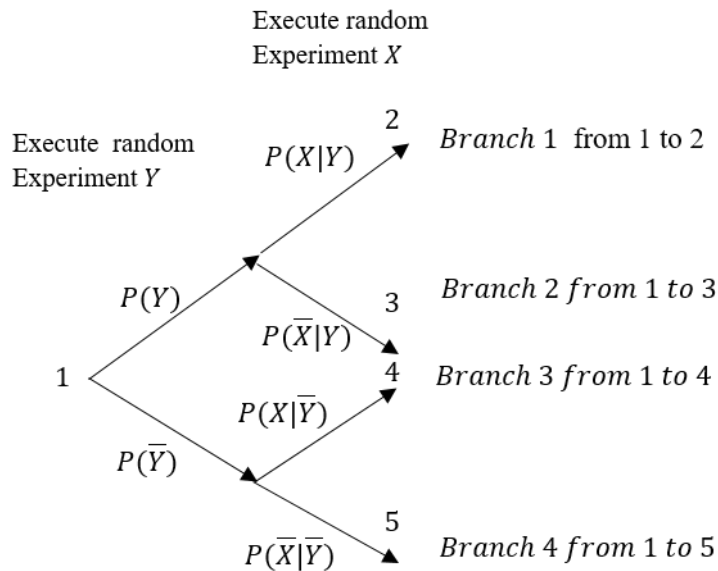 Execute random
Experiment X
Execute random
Experiment Y
2
Branch 1 from 1 to 2
P(X|Y)
P(Y)
3
Branch 2 from 1 to 3
P(X̅|Y)
1
4
Branch 3 from 1 to 4
P(X|Y̅)
P(Y̅)
5
Branch 4 from 1 to 5
P(X̅|Y̅)